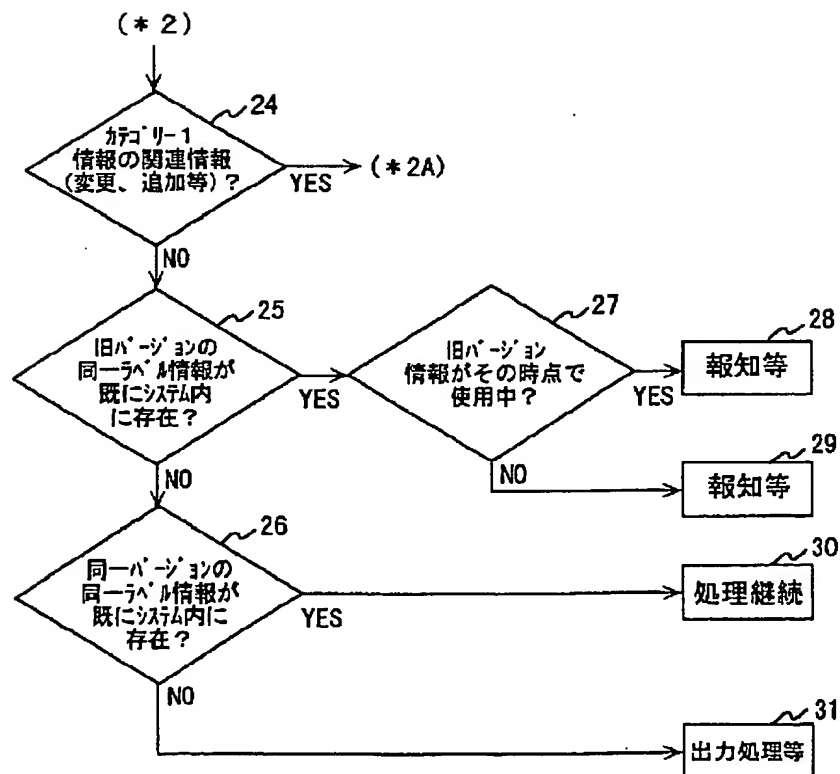 (*2)
24
カテゴリー1
情報の関連情報
(変更、追加等)?
YES
(*2A)
NO
25
旧バージョンの
同一ラベル情報が
既にシステム内
に存在?
YES
27
旧バージョン
情報がその時点で
使用中?
YES
28
報知等
NO
29
報知等
NO
26
同一バージョンの
同一ラベル情報が
既にシステム内に
存在?
YES
30
処理継続
NO
31
出力処理等